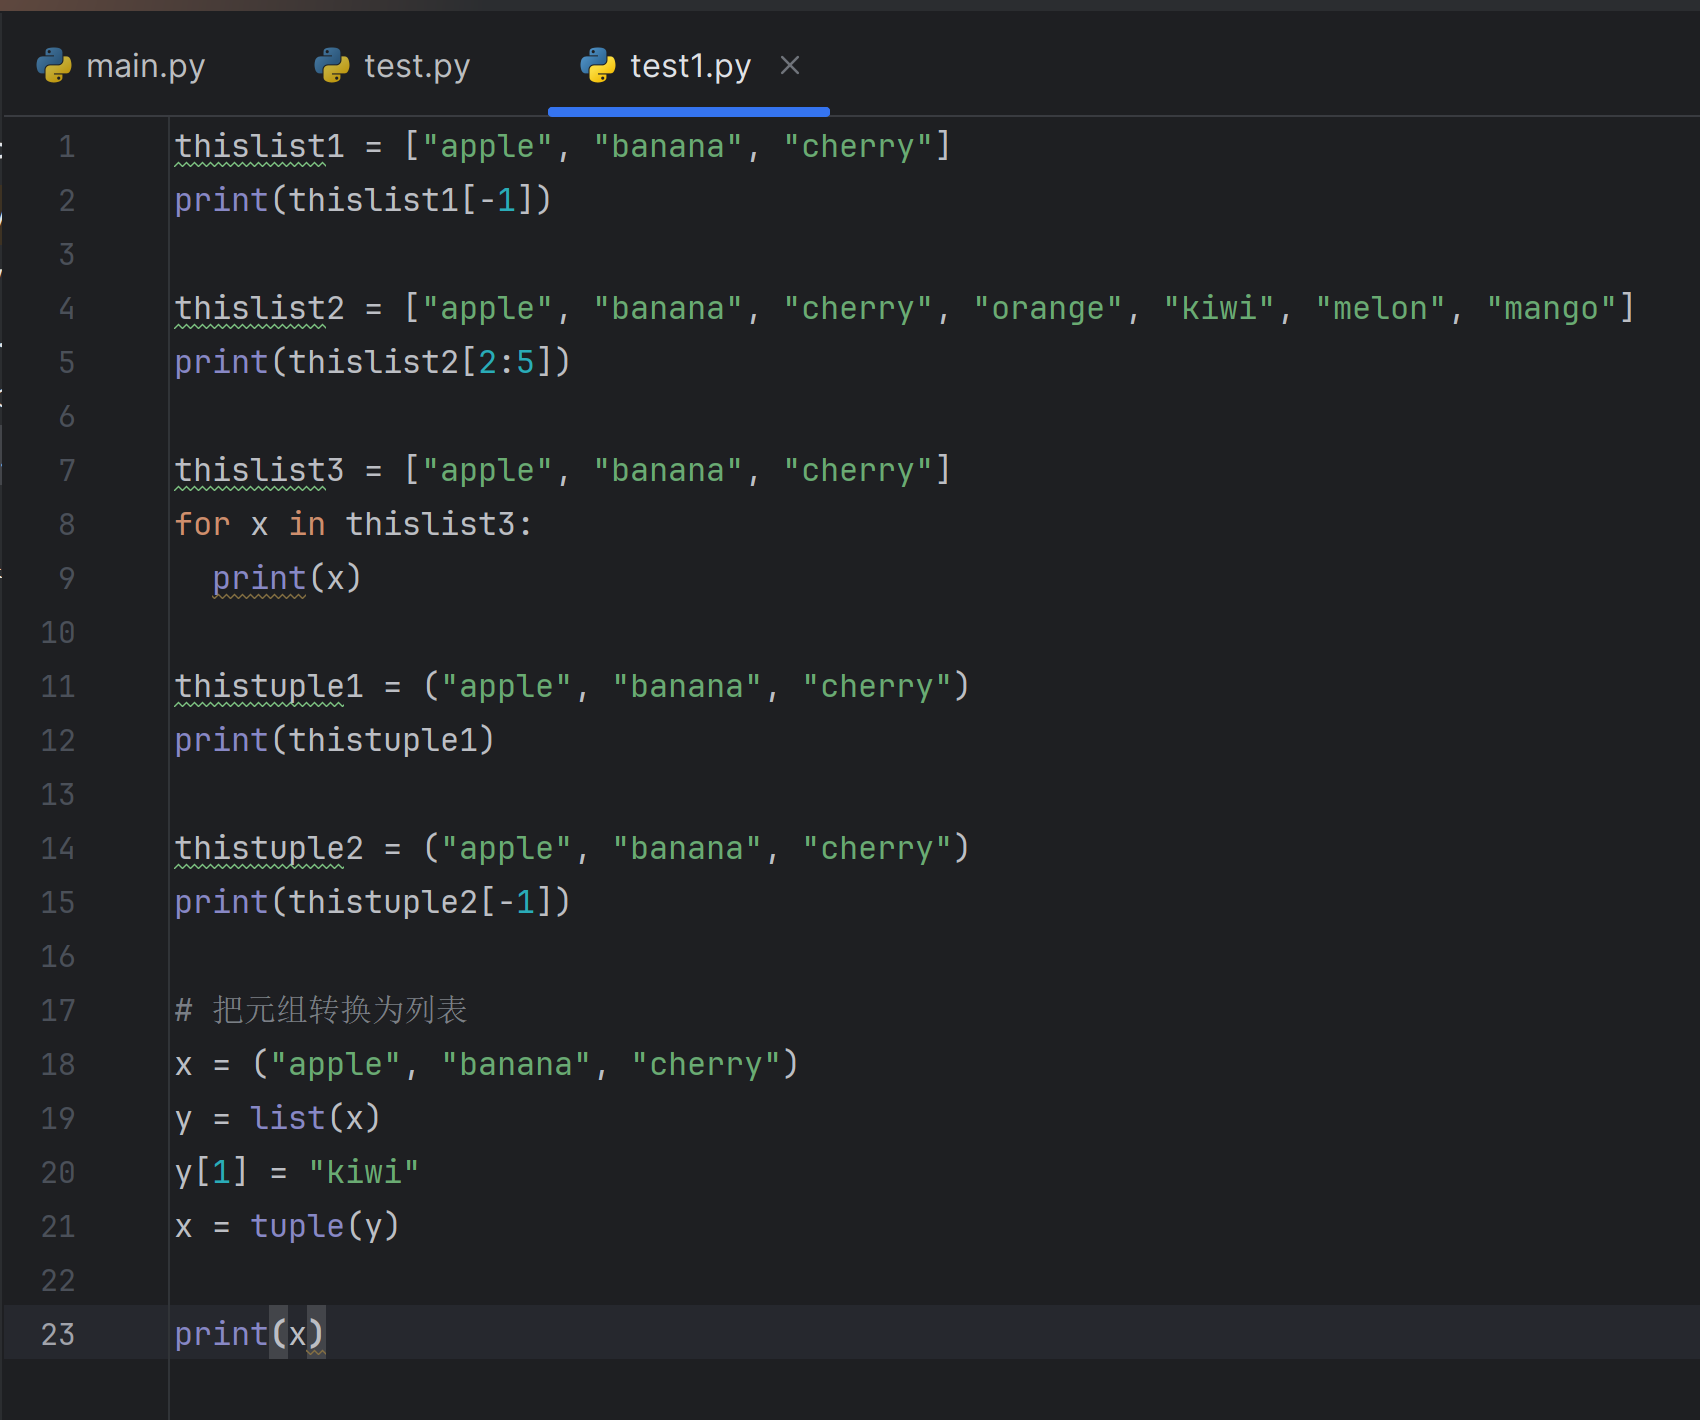 main.py test.py test1.py
1 thislist1 = ["apple", "banana", "cherry"]
2 print(thislist1[-1])
3
4 thislist2 = ["apple", "banana", "cherry", "orange", "kiwi", "melon", "mango"]
5 print(thislist2[2:5])
6
7 thislist3 = ["apple", "banana", "cherry"]
8 for x in thislist3:
9   print(x)
10
11 thistuple1 = ("apple", "banana", "cherry")
12 print(thistuple1)
13
14 thistuple2 = ("apple", "banana", "cherry")
15 print(thistuple2[-1])
16
17 # 把元组转换为列表
18 x = ("apple", "banana", "cherry")
19 y = list(x)
20 y[1] = "kiwi"
21 x = tuple(y)
22
23 print(x)